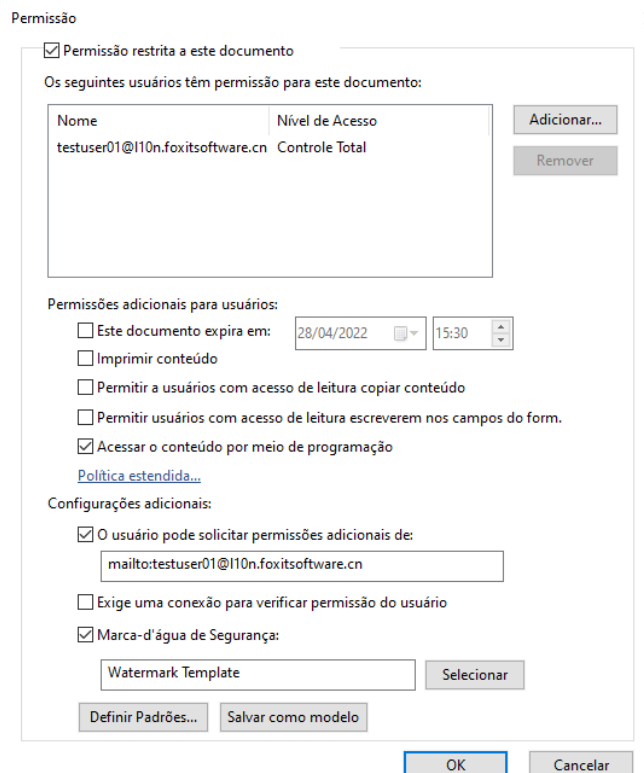 Permissão
Permissão restrita a este documento
Os seguintes usuários têm permissão para este documento:
Nome Nível de Acesso
Adicionar...
testuser01@l10n.foxitsoftware.cn Controle Total
Remover
Permissões adicionais para usuários:
Este documento expira em: 28/04/2022 15:30
Imprimir conteúdo
Permitir a usuários com acesso de leitura copiar conteúdo
Permitir usuários com acesso de leitura escreverem nos campos do form.
Acessar o conteúdo por meio de programação
Política estendida...
Configurações adicionais:
O usuário pode solicitar permissões adicionais de:
mailto:testuser01@l10n.foxitsoftware.cn
Exige uma conexão para verificar permissão do usuário
Marca-d'água de Segurança:
Watermark Template Selecionar
Definir Padrões... Salvar como modelo
OK Cancelar